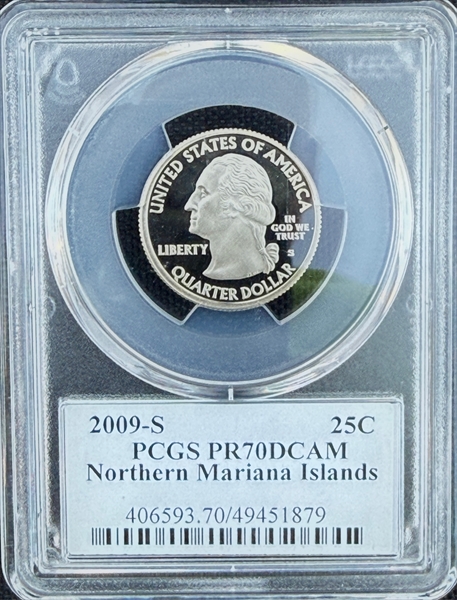 UNITED STATES OF AMERICA
LIBERTY
IN
GOD WE
TRUST
S
QUARTER DOLLAR
2009-S 25C
PCGS PR70DCAM
Northern Mariana Islands
406593.70/49451879